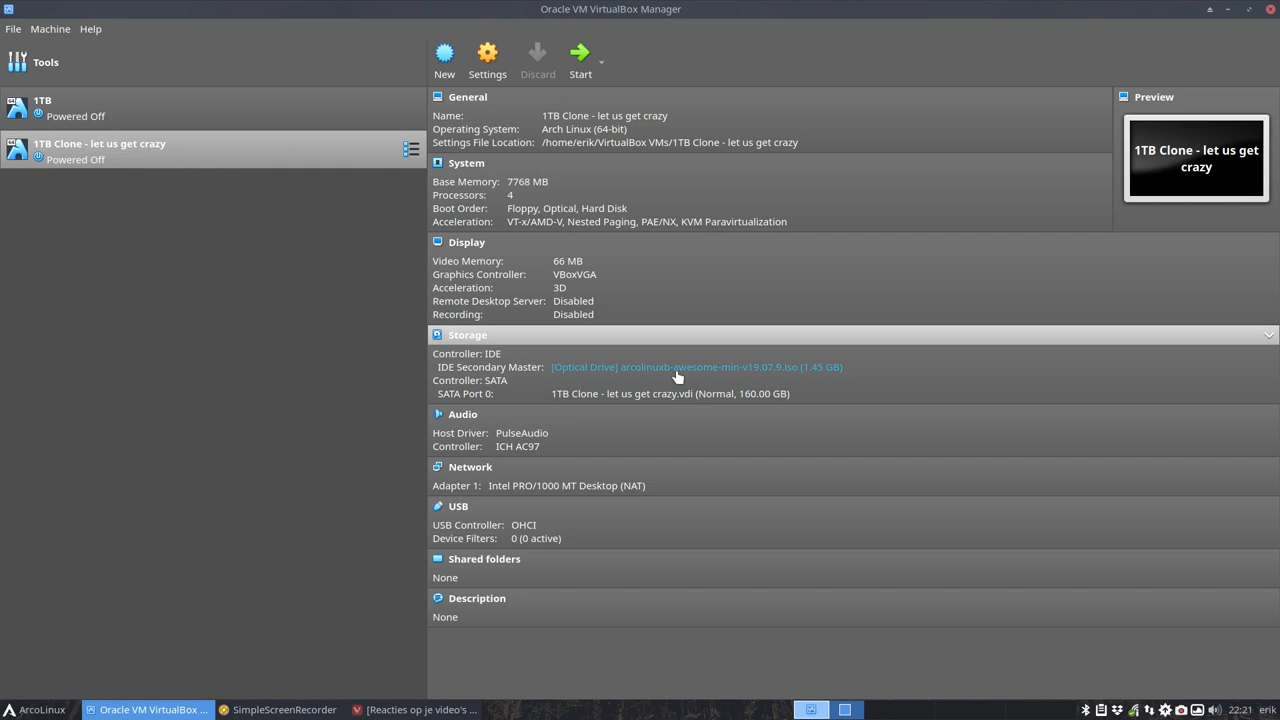 Oracle VM VirtualBox Manager
File Machine Help
Tools
New Settings Discard Start
1TB
Powered Off
1TB Clone - let us get crazy
Powered Off
General
Name: 1TB Clone - let us get crazy
Operating System: Arch Linux (64-bit)
Settings File Location: /home/erik/VirtualBox VMs/1TB Clone - let us get crazy
Preview
1TB Clone - let us get
crazy
System
Base Memory: 7768 MB
Processors: 4
Boot Order: Floppy, Optical, Hard Disk
Acceleration: VT-x/AMD-V, Nested Paging, PAE/NX, KVM Paravirtualization
Display
Video Memory: 66 MB
Graphics Controller: VBoxVGA
Acceleration: 3D
Remote Desktop Server: Disabled
Recording: Disabled
Storage
Controller: IDE
IDE Secondary Master: [Optical Drive] arcolinuxb-awesome-min-v19.07.9.iso (1.45 GB)
Controller: SATA
SATA Port 0: 1TB Clone - let us get crazy.vdi (Normal, 160.00 GB)
Audio
Host Driver: PulseAudio
Controller: ICH AC97
Network
Adapter 1: Intel PRO/1000 MT Desktop (NAT)
USB
USB Controller: OHCI
Device Filters: 0 (0 active)
Shared folders
None
Description
None
ArcoLinux Oracle VM VirtualBox ... SimpleScreenRecorder [Reacties op je video's ... 22:21 erik